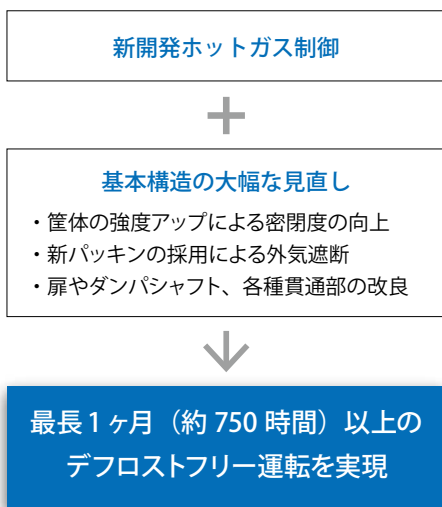 新開発ホットガス制御
+
基本構造の大幅な見直し
・筐体の強度アップによる密閉度の向上
・新パッキンの採用による外気遮断
・扉やダンパシャフト、各種貫通部の改良
最長1ヶ月（約750時間）以上の
デフロストフリー運転を実現